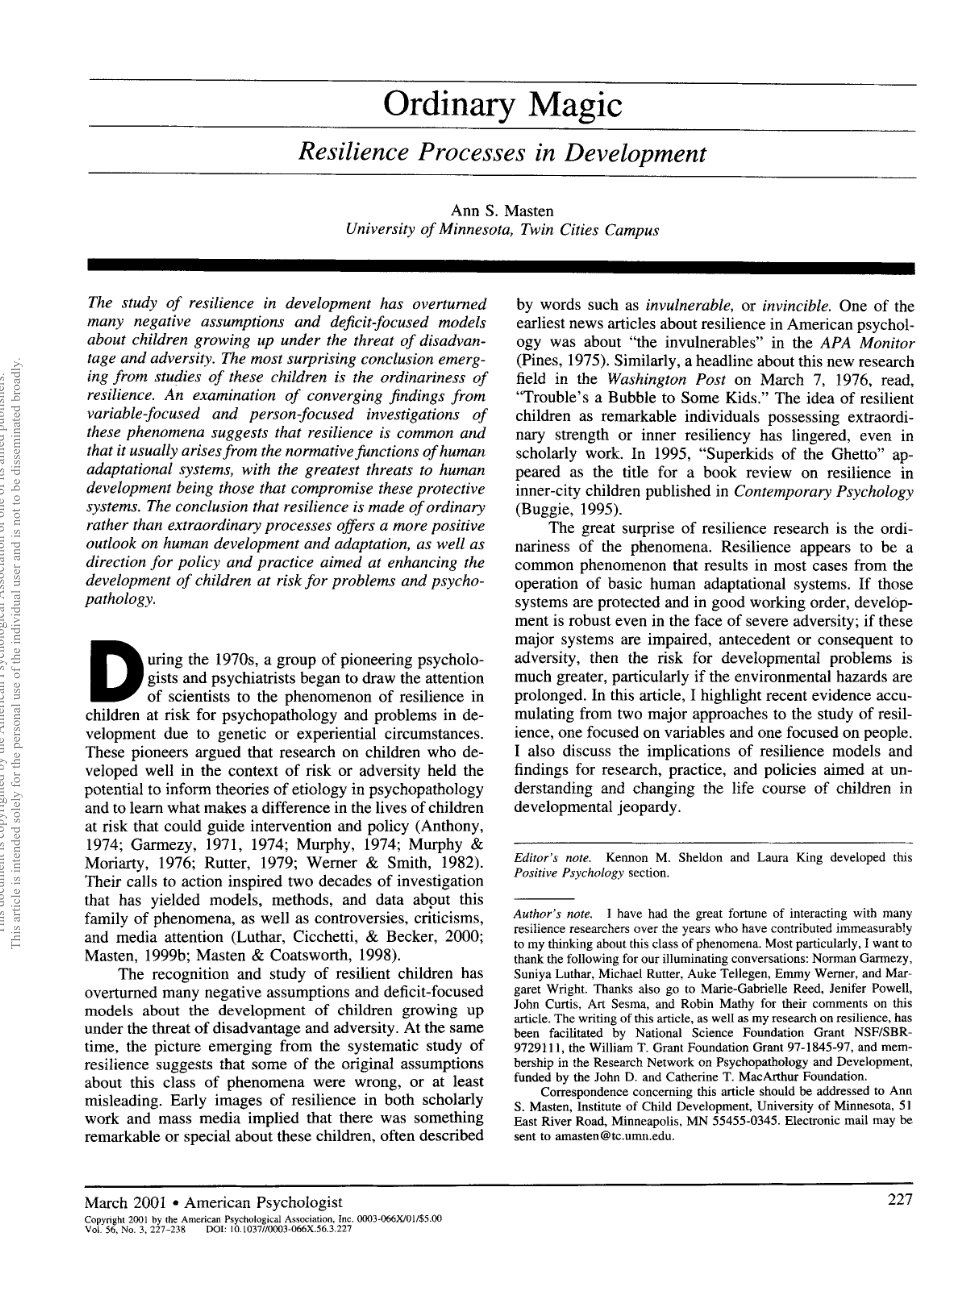 Ordinary Magic
Resilience Processes in Development
Ann S. Masten
University of Minnesota, Twin Cities Campus
The study of resilience in development has overturned
many negative assumptions and deficit-focused models
about children growing up under the threat of disadvan-
tage and adversity. The most surprising conclusion emerg-
ing from studies of these children is the ordinariness of
resilience. An examination of converging findings from
variable-focused and person-focused investigations of
these phenomena suggests that resilience is common and
that it usually arises from the normative functions of human
adaptational systems, with the greatest threats to human
development being those that compromise these protective
systems. The conclusion that resilience is made of ordinary
rather than extraordinary processes offers a more positive
outlook on human development and adaptation, as well as
direction for policy and practice aimed at enhancing the
development of children at risk for problems and psycho-
pathology.
During the 1970s, a group of pioneering psycholo-
gists and psychiatrists began to draw the attention
of scientists to the phenomenon of resilience in
children at risk for psychopathology and problems in de-
velopment due to genetic or experiential circumstances.
These pioneers argued that research on children who de-
veloped well in the context of risk or adversity held the
potential to inform theories of etiology in psychopathology
and to learn what makes a difference in the lives of children
at risk that could guide intervention and policy (Anthony,
1974; Garmezy, 1971, 1974; Murphy, 1974; Murphy &
Moriarty, 1976; Rutter, 1979; Werner & Smith, 1982).
Their calls to action inspired two decades of investigation
that has yielded models, methods, and data about this
family of phenomena, as well as controversies, criticisms,
and media attention (Luthar, Cicchetti, & Becker, 2000;
Masten, 1999b; Masten & Coatsworth, 1998).
The recognition and study of resilient children has
overturned many negative assumptions and deficit-focused
models about the development of children growing up
under the threat of disadvantage and adversity. At the same
time, the picture emerging from the systematic study of
resilience suggests that some of the original assumptions
about this class of phenomena were wrong, or at least
misleading. Early images of resilience in both scholarly
work and mass media implied that there was something
remarkable or special about these children, often described
by words such as invulnerable, or invincible. One of the
earliest news articles about resilience in American psychol-
ogy was about “the invulnerables” in the APA Monitor
(Pines, 1975). Similarly, a headline about this new research
field in the Washington Post on March 7, 1976, read,
“Trouble’s a Bubble to Some Kids.” The idea of resilient
children as remarkable individuals possessing extraordi-
nary strength or inner resiliency has lingered, even in
scholarly work. In 1995, “Superkids of the Ghetto” ap-
peared as the title for a book review on resilience in
inner-city children published in Contemporary Psychology
(Buggie, 1995).
The great surprise of resilience research is the ordi-
nariness of the phenomena. Resilience appears to be a
common phenomenon that results in most cases from the
operation of basic human adaptational systems. If those
systems are protected and in good working order, develop-
ment is robust even in the face of severe adversity; if these
major systems are impaired, antecedent or consequent to
adversity, then the risk for developmental problems is
much greater, particularly if the environmental hazards are
prolonged. In this article, I highlight recent evidence accu-
mulating from two major approaches to the study of resil-
ience, one focused on variables and one focused on people.
I also discuss the implications of resilience models and
findings for research, practice, and policies aimed at un-
derstanding and changing the life course of children in
developmental jeopardy.
Editor's note. Kennon M. Sheldon and Laura King developed this
Positive Psychology section.
Author's note. I have had the great fortune of interacting with many
resilience researchers over the years who have contributed immeasurably
to my thinking about this class of phenomena. Most particularly, I want to
thank the following for our illuminating conversations: Norman Garmezy,
Suniya Luthar, Michael Rutter, Auke Tellegen, Emmy Werner, and Mar-
garet Wright. Thanks also go to Marie-Gabrielle Reed, Jenifer Powell,
John Curtis, Art Sesma, and Robin Mathy for their comments on this
article. The writing of this article, as well as my research on resilience, has
been facilitated by National Science Foundation Grant NSF/SBR-
9729111, the William T. Grant Foundation Grant 97-1845-97, and mem-
bership in the Research Network on Psychopathology and Development,
funded by the John D. and Catherine T. MacArthur Foundation.
Correspondence concerning this article should be addressed to Ann
S. Masten, Institute of Child Development, University of Minnesota, 51
East River Road, Minneapolis, MN 55455-0345. Electronic mail may be
sent to amasten@tc.umn.edu.
March 2001 • American Psychologist
227
Copyright 2001 by the American Psychological Association, Inc. 0003-066X/01/$5.00
Vol. 56, No. 3, 227–238 DOI: 10.1037//0003-066X.56.3.227
This document is copyrighted by the American Psychological Association or one of its allied publishers.
This article is intended solely for the personal use of the individual user and is not to be disseminated broadly.